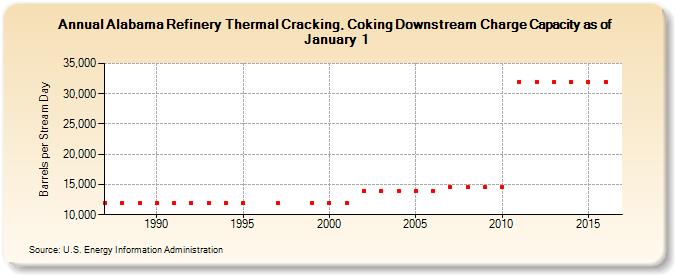 Annual Alabama Refinery Thermal Cracking, Coking Downstream Charge Capacity as of
January 1
Barrels per Stream Day
35,000
30,000
25,000
20,000
15,000
10,000
1990 1995 2000 2005 2010 2015
Source: U.S. Energy Information Administration